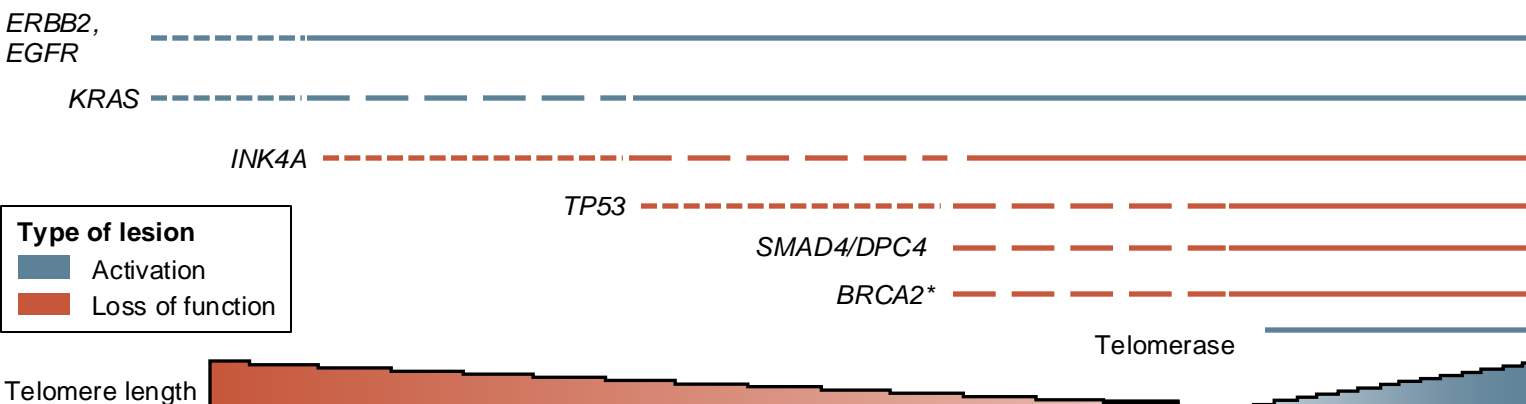 ERBB2,
EGFR
KRAS
INK4A
TP53
SMAD4/DPC4
BRCA2*
Type of lesion
Activation
Loss of function
Telomerase
Telomere length